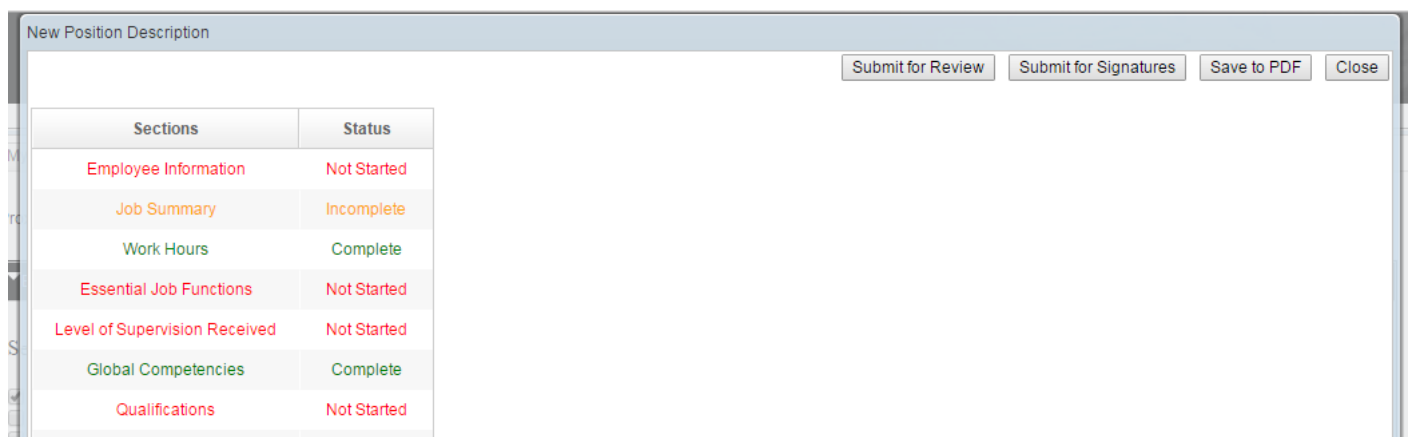 New Position Description
Submit for Review Submit for Signatures Save to PDF Close
Sections Status
Employee Information Not Started
Job Summary Incomplete
Work Hours Complete
Essential Job Functions Not Started
Level of Supervision Received Not Started
Global Competencies Complete
Qualifications Not Started